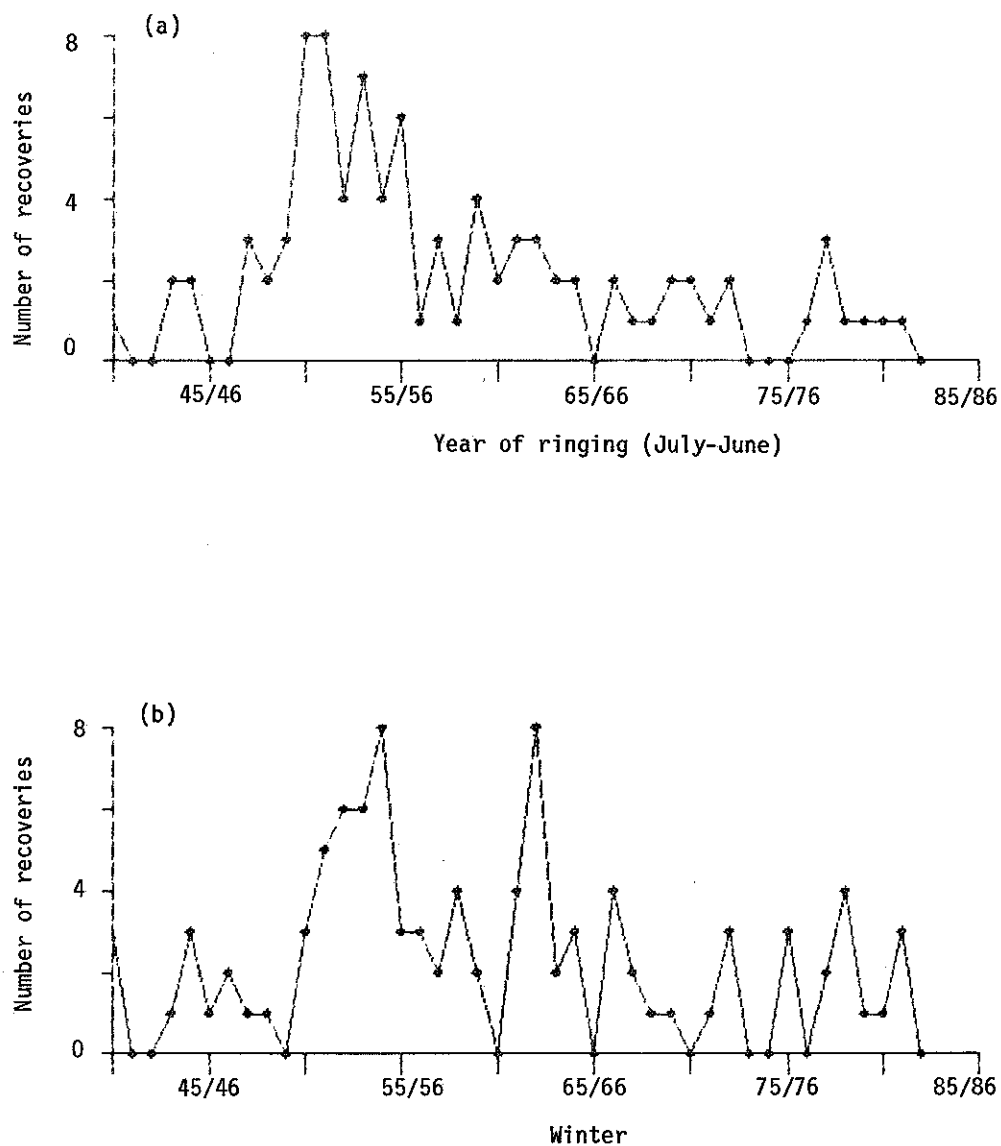 (a)
Number of recoveries
8
4
0
45/46 55/56 65/66 75/76 85/86
Year of ringing (July-June)
(b)
Number of recoveries
8
4
0
45/46 55/56 65/66 75/76 85/86
Winter